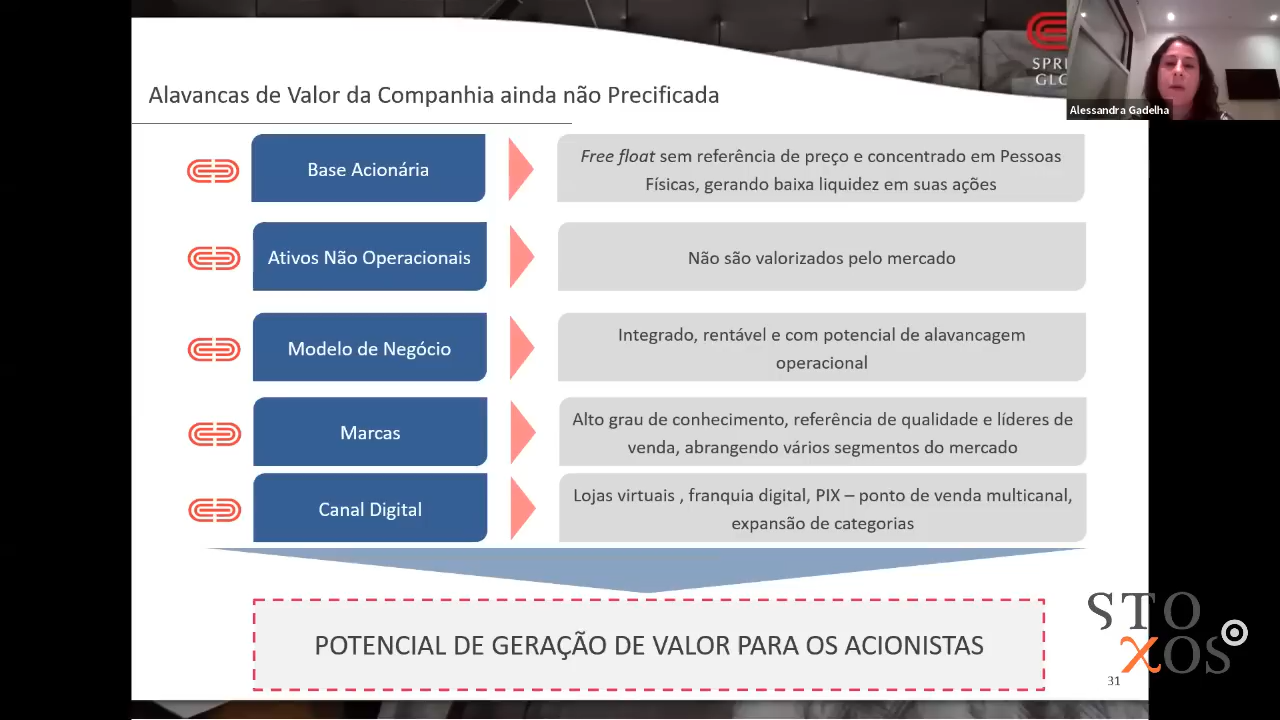 SPRI
GLO
Alessandra Gadelha
Alavancas de Valor da Companhia ainda não Precificada
Base Acionária
Free float sem referência de preço e concentrado em Pessoas
Físicas, gerando baixa liquidez em suas ações
Ativos Não Operacionais
Não são valorizados pelo mercado
Modelo de Negócio
Integrado, rentável e com potencial de alavancagem
operacional
Marcas
Alto grau de conhecimento, referência de qualidade e líderes de
venda, abrangendo vários segmentos do mercado
Canal Digital
Lojas virtuais , franquia digital, PIX – ponto de venda multicanal,
expansão de categorias
POTENCIAL DE GERAÇÃO DE VALOR PARA OS ACIONISTAS
STO
XOS
31